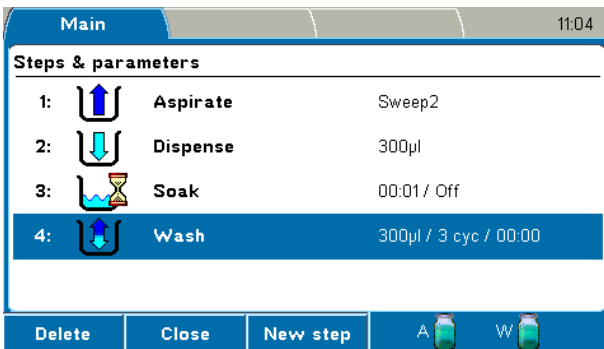 Main 11:04
Steps & parameters
1: Aspirate Sweep2
2: Dispense 300µl
3: Soak 00:01 / Off
4: Wash 300µl / 3 cyc / 00:00
Delete Close New step A W